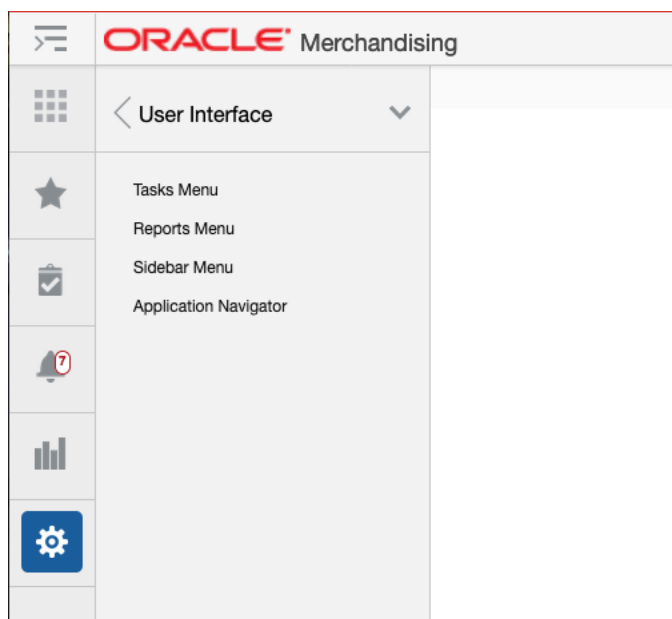 ORACLE® Merchandising
User Interface
Tasks Menu
Reports Menu
Sidebar Menu
Application Navigator
7